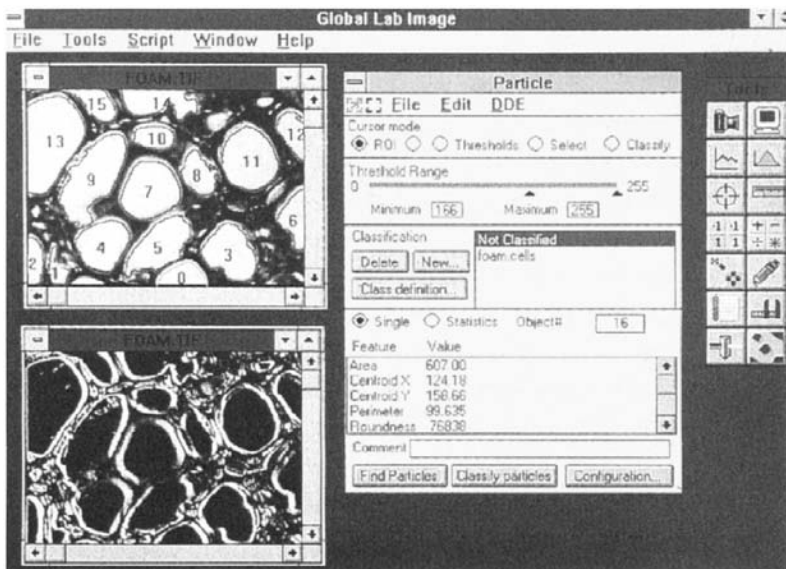 Global Lab Image
File Tools Script Window Help
FOAM.TIF
15 14
13 10 12
11
9 8
7
6
4 5 3
2 1
0
FOAM.TIF
Particle
File Edit DDE
Cursor mode
ROI Thresholds Select Classify
Threshold Range
0 255
Minimum 166 Maximum 255
Classification
Not Classified
foam.cells
Delete New...
Class definition...
Single Statistics Object# 16
Feature Value
Area 607.00
Centroid X 124.18
Centroid Y 158.66
Perimeter 99.635
Roundness .76838
Comment
Find Particles Classify particles Configuration...
Tools